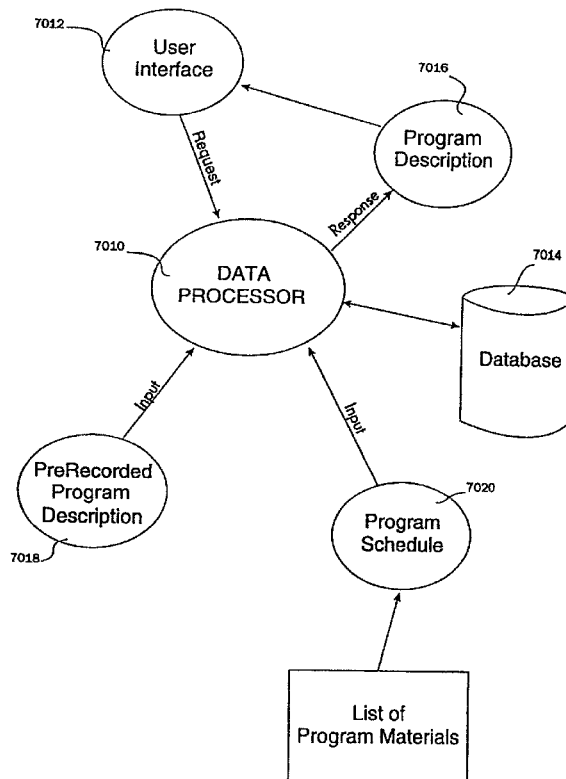 7012
User
Interface
7016
Program
Description
Request
Response
7010
DATA
PROCESSOR
7014
Database
Input
Input
PreRecorded
Program
Description
7018
7020
Program
Schedule
List of
Program Materials